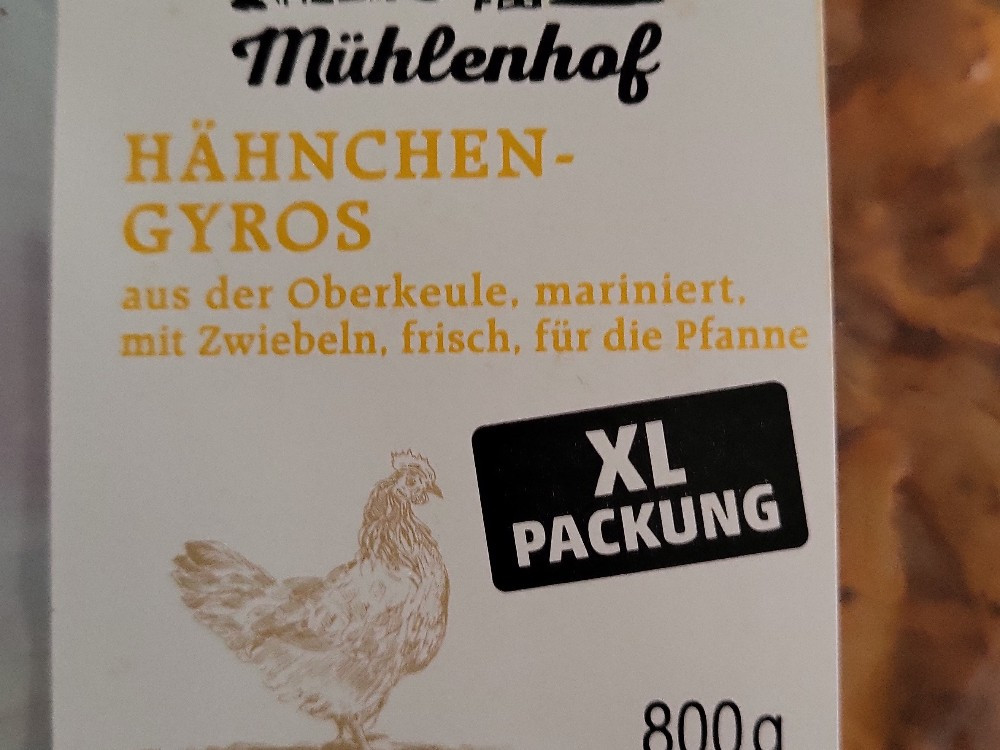 Mühlenhof
HÄHNCHEN-
GYROS
aus der Oberkeule, mariniert,
mit Zwiebeln, frisch, für die Pfanne
XL
PACKUNG
800g